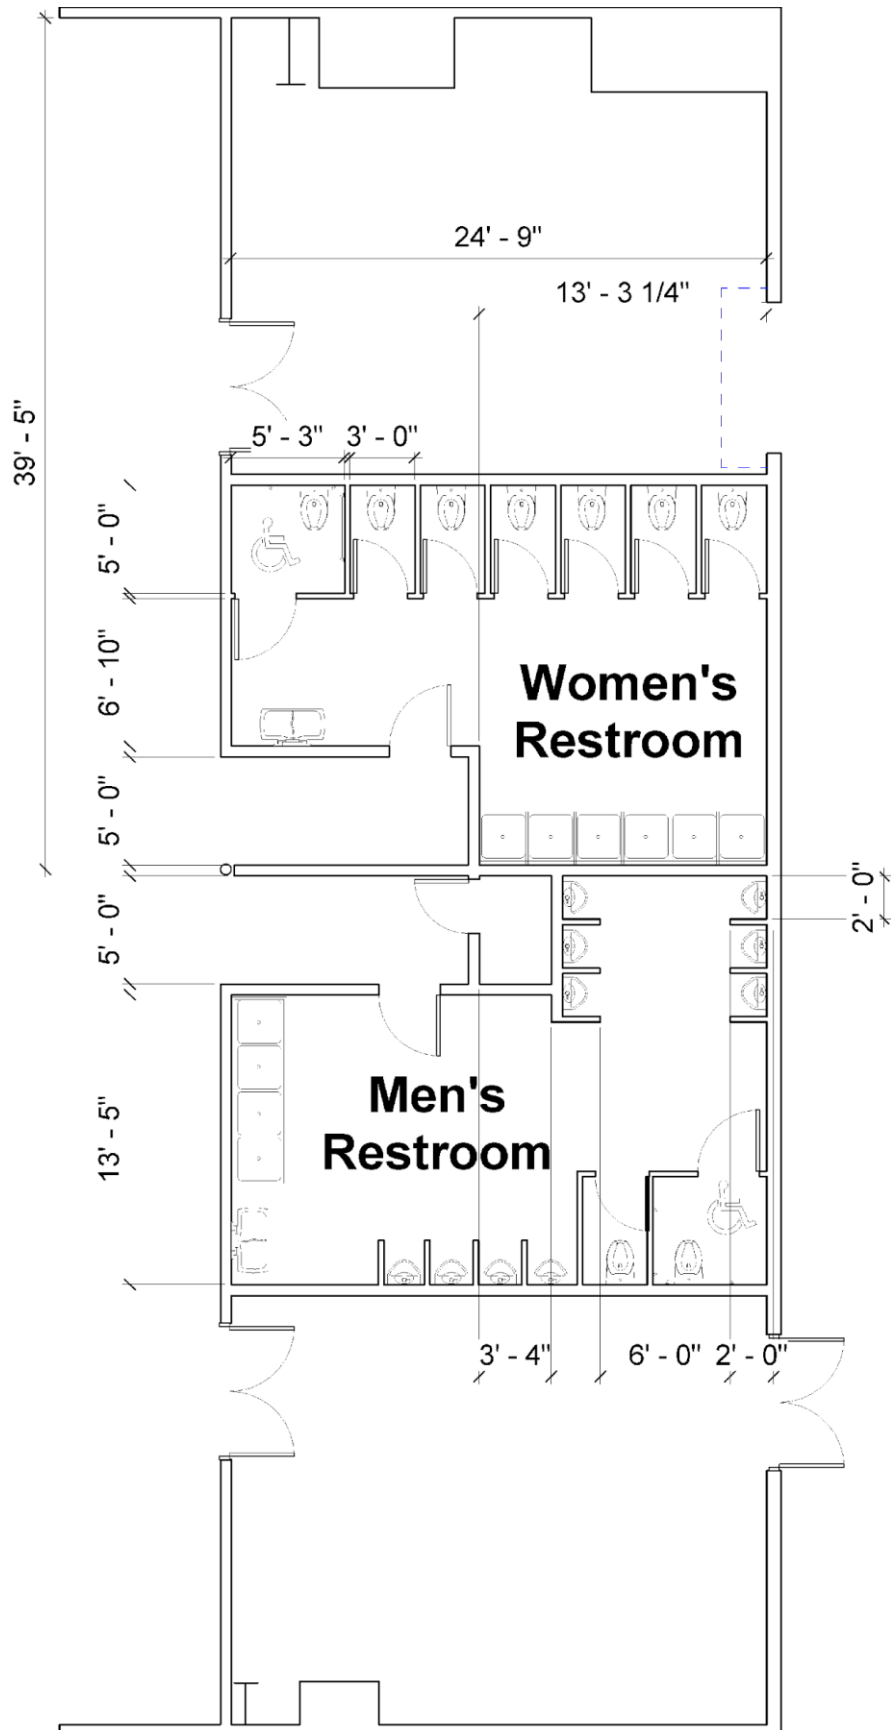 24' - 9"
13' - 3 1/4"
39' - 5"
5' - 3"
3' - 0"
5' - 0"
6' - 10"
Women's
Restroom
5' - 0"
5' - 0"
2' - 0"
Men's
Restroom
13' - 5"
3' - 4"
6' - 0"
2' - 0"